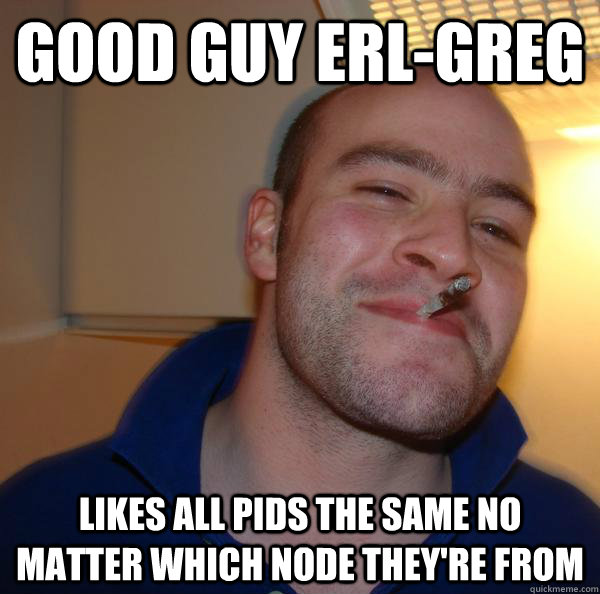 GOOD GUY ERL-GREG
LIKES ALL PIDS THE SAME NO
MATTER WHICH NODE THEY'RE FROM
quickmeme.com